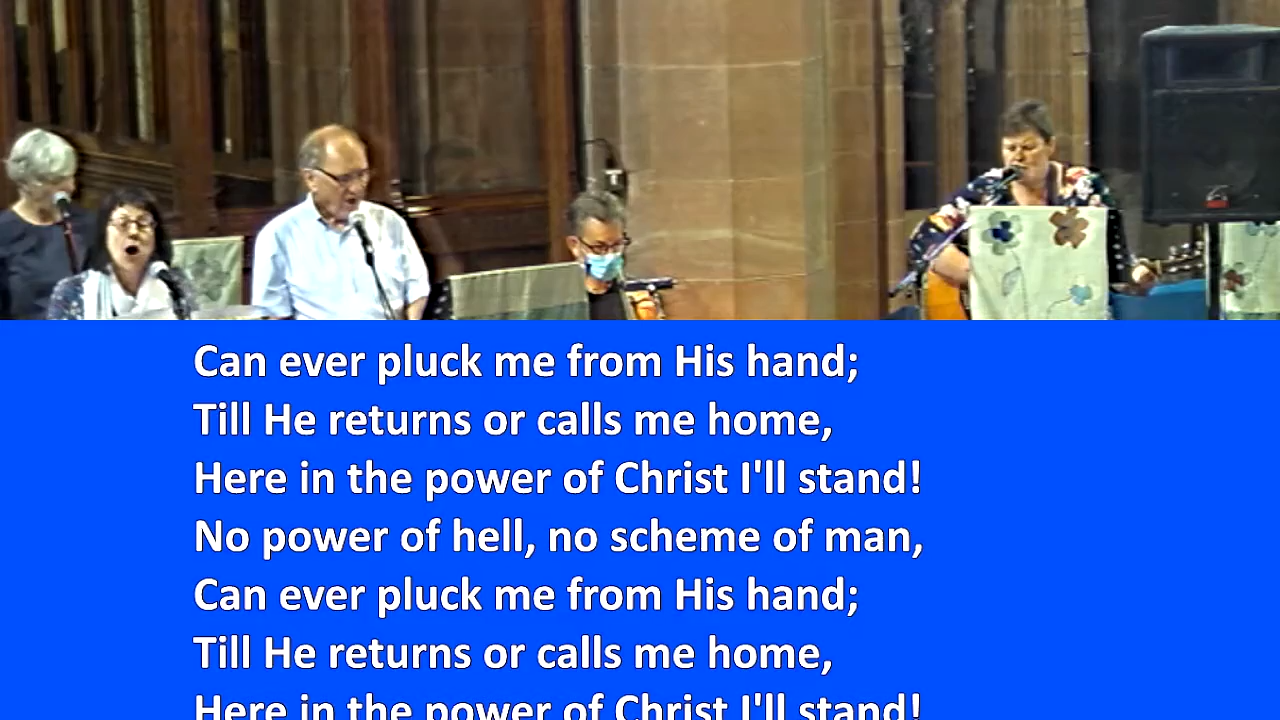 Can ever pluck me from His hand;
Till He returns or calls me home,
Here in the power of Christ I'll stand!
No power of hell, no scheme of man,
Can ever pluck me from His hand;
Till He returns or calls me home,
Here in the power of Christ I'll stand!